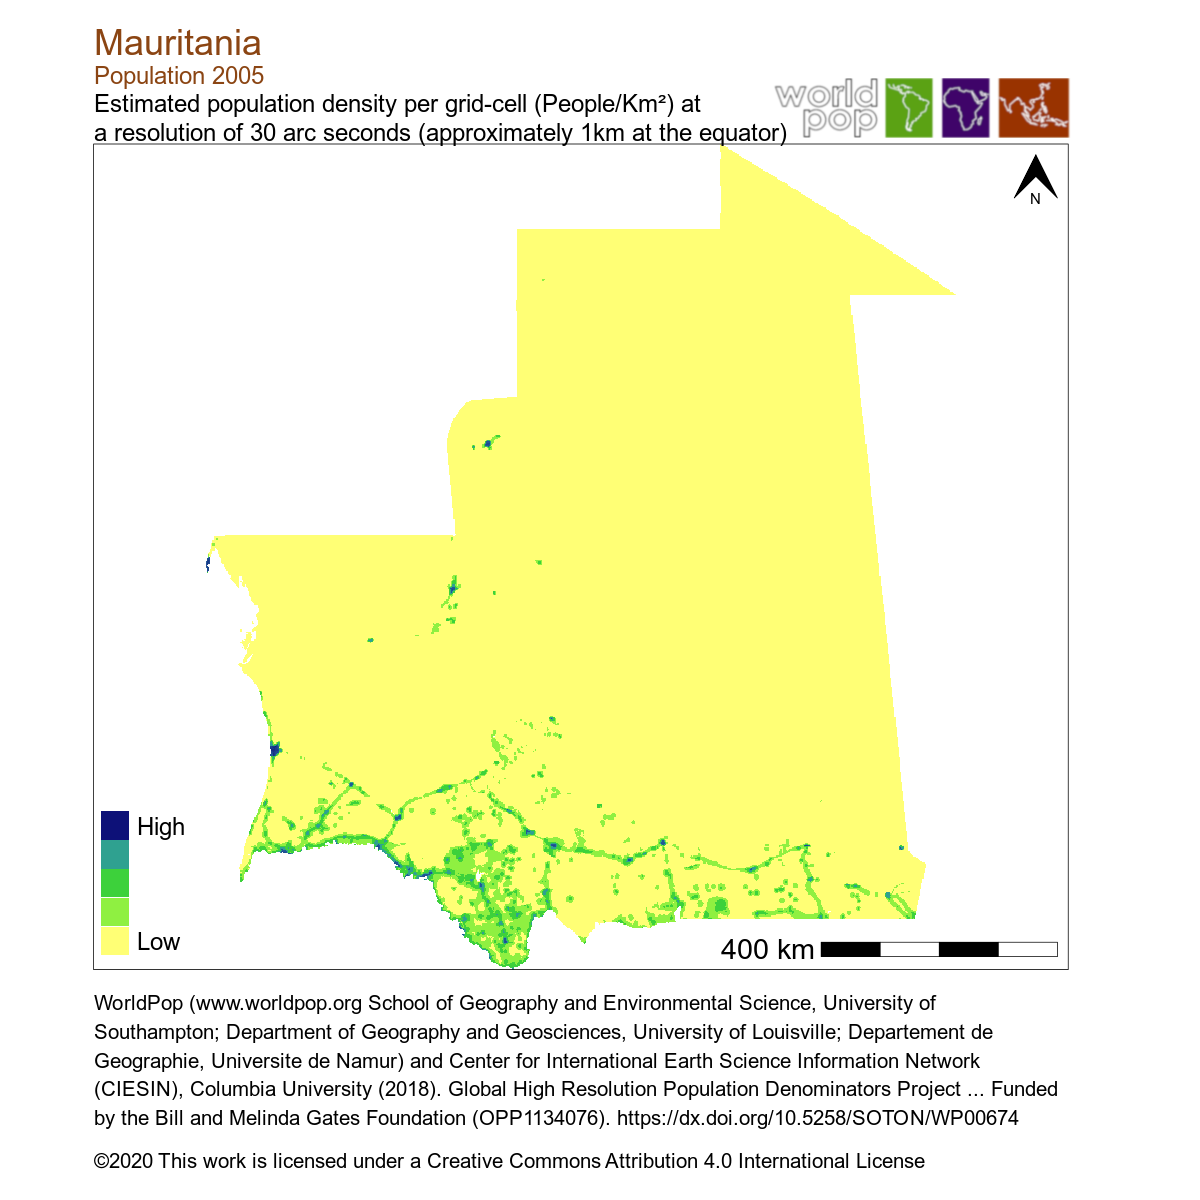 Mauritania
Population 2005
Estimated population density per grid-cell (People/Km²) at
a resolution of 30 arc seconds (approximately 1km at the equator)
world
pop
N
High
Low
400 km
WorldPop (www.worldpop.org School of Geography and Environmental Science, University of
Southampton; Department of Geography and Geosciences, University of Louisville; Departement de
Geographie, Universite de Namur) and Center for International Earth Science Information Network
(CIESIN), Columbia University (2018). Global High Resolution Population Denominators Project ... Funded
by the Bill and Melinda Gates Foundation (OPP1134076). https://dx.doi.org/10.5258/SOTON/WP00674
©2020 This work is licensed under a Creative Commons Attribution 4.0 International License